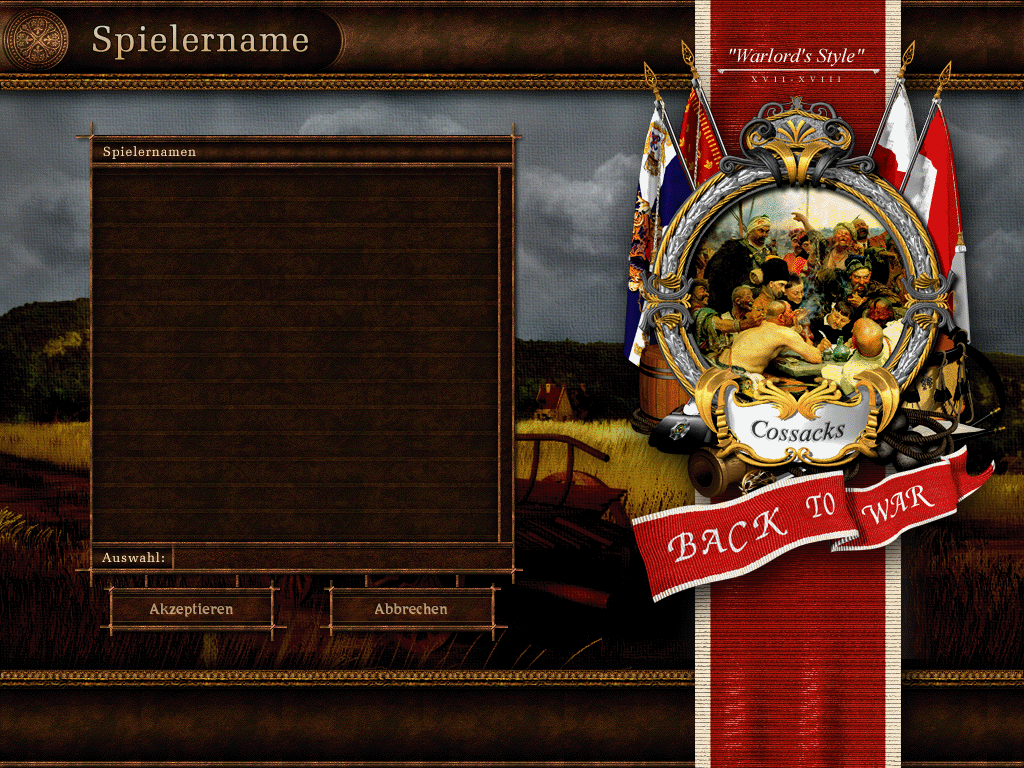 Spielername
"Warlord's Style"
XVII-XVIII
Spielernamen
Cossacks
BACK TO WAR
Auswahl:
Akzeptieren
Abbrechen